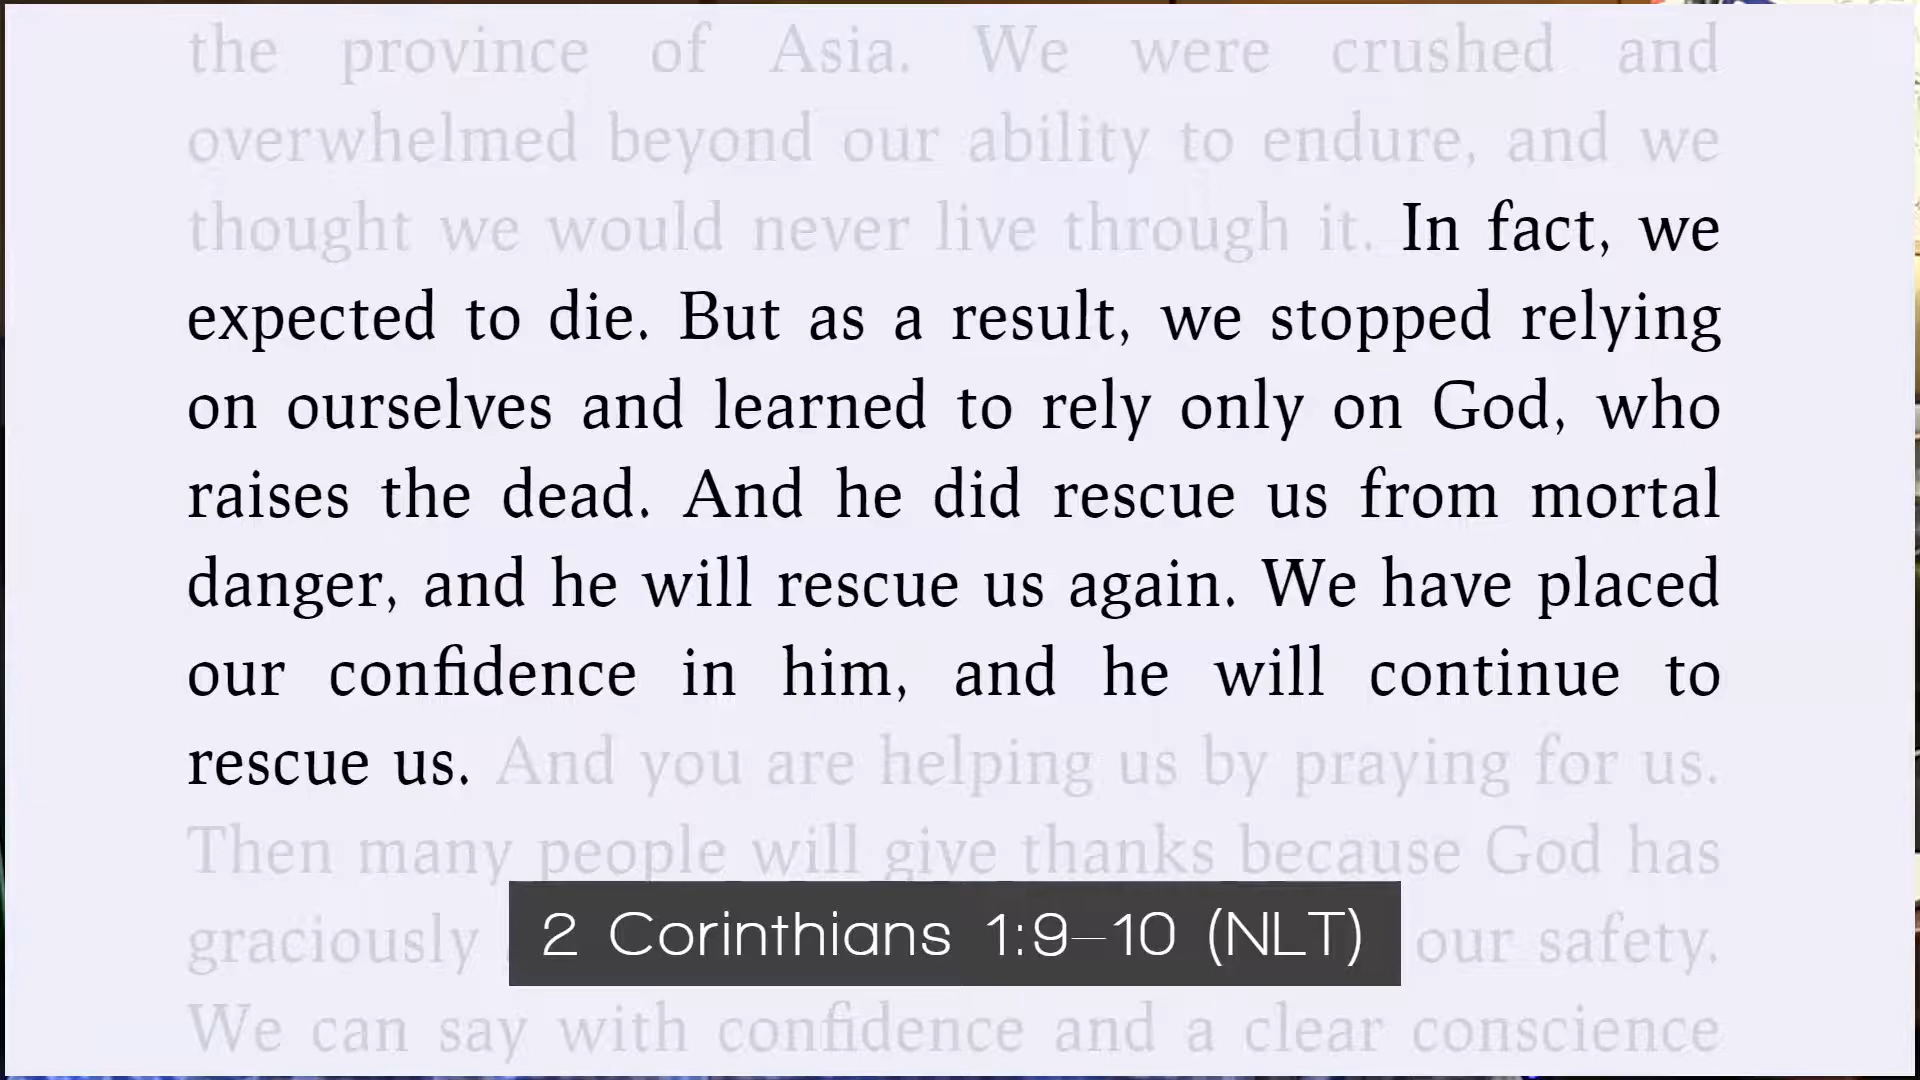 the province of Asia. We were crushed and
overwhelmed beyond our ability to endure, and we
thought we would never live through it. In fact, we
expected to die. But as a result, we stopped relying
on ourselves and learned to rely only on God, who
raises the dead. And he did rescue us from mortal
danger, and he will rescue us again. We have placed
our confidence in him, and he will continue to
rescue us. And you are helping us by praying for us.
Then many people will give thanks because God has
graciously our safety.
2 Corinthians 1:9–10 (NLT)
We can say with confidence and a clear conscience